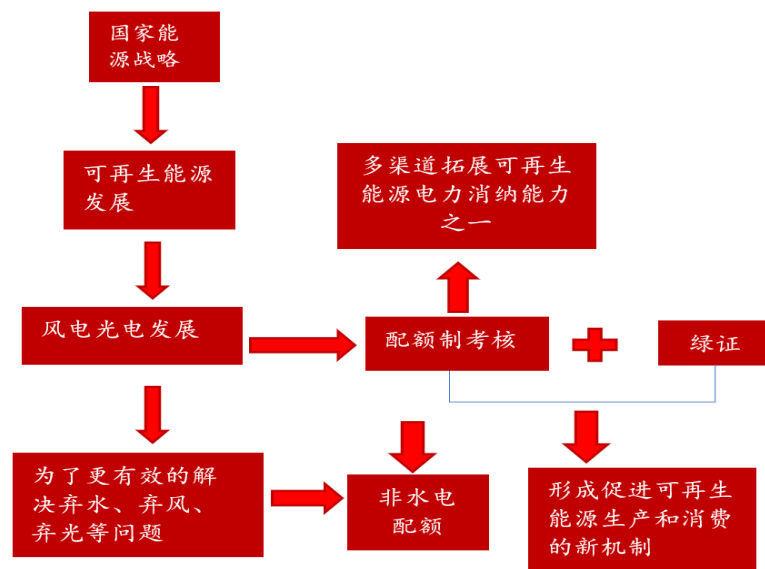 国家能
源战略
可再生能源
发展
多渠道拓展可再生
能源电力消纳能力
之一
风电光电发展
配额制考核
绿证
为了更有效的解
决弃水、弃风、
弃光等问题
非水电
配额
形成促进可再生
能源生产和消费
的新机制